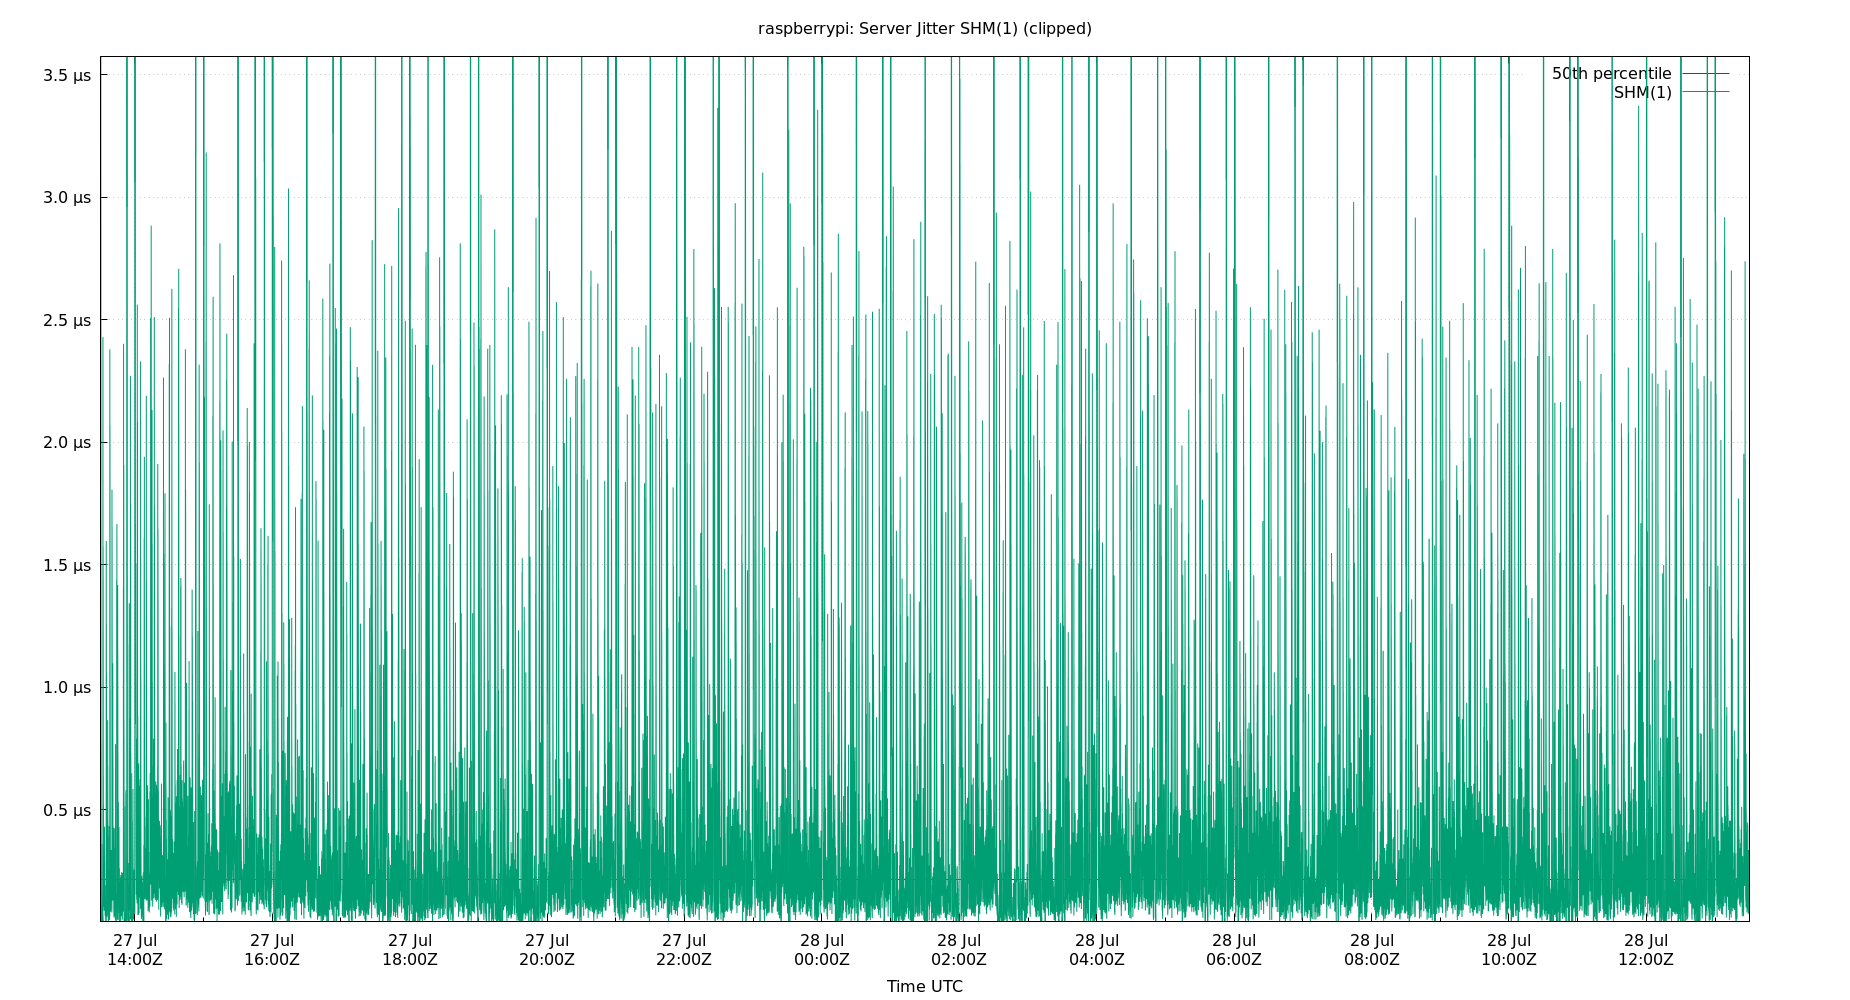 raspberrypi: Server Jitter SHM(1) (clipped)
3.5 µs
3.0 µs
2.5 µs
2.0 µs
1.5 µs
1.0 µs
0.5 µs
50th percentile
SHM(1)
27 Jul
14:00Z
27 Jul
16:00Z
27 Jul
18:00Z
27 Jul
20:00Z
27 Jul
22:00Z
28 Jul
00:00Z
28 Jul
02:00Z
28 Jul
04:00Z
28 Jul
06:00Z
28 Jul
08:00Z
28 Jul
10:00Z
28 Jul
12:00Z
Time UTC